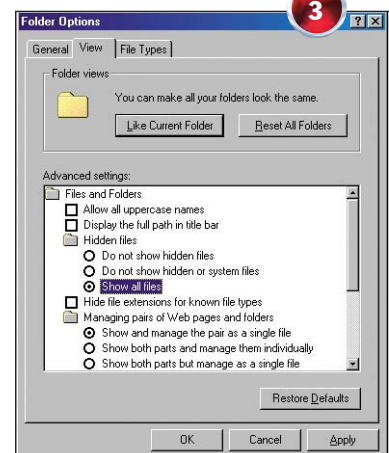 3
Folder Options
General View File Types
Folder views
You can make all your folders look the same.
Like Current Folder Reset All Folders
Advanced settings:
Files and Folders
Allow all uppercase names
Display the full path in title bar
Hidden files
Do not show hidden files
Do not show hidden or system files
Show all files
Hide file extensions for known file types
Managing pairs of Web pages and folders
Show and manage the pair as a single file
Show both parts and manage them individually
Show both parts but manage as a single file
Restore Defaults
OK Cancel Apply